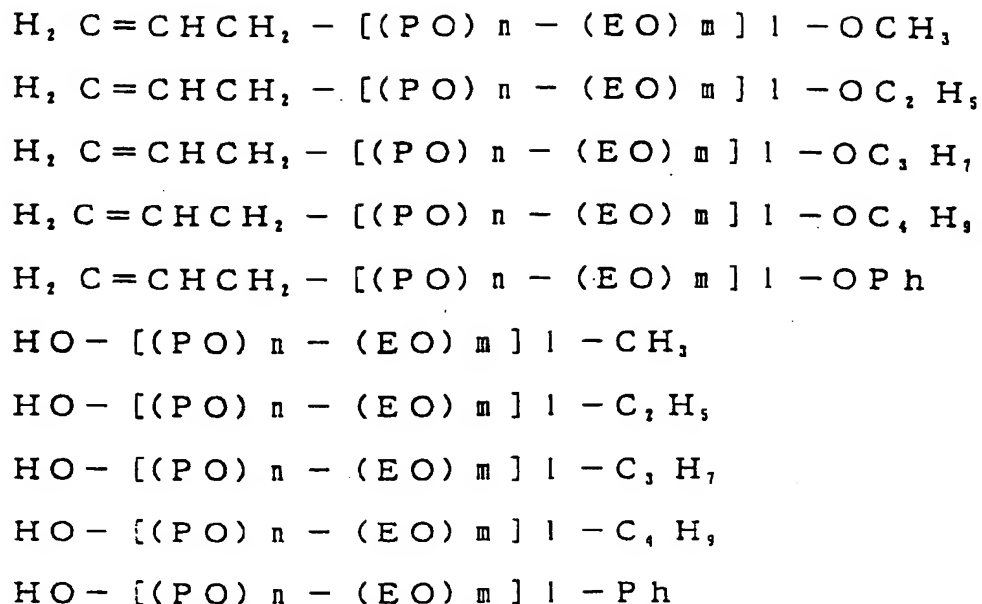 H₂C=CHCH₂-[(PO)n-(EO)m]l-OCH₃
H₂C=CHCH₂-[(PO)n-(EO)m]l-OC₂H₅
H₂C=CHCH₂-[(PO)n-(EO)m]l-OC₃H₇
H₂C=CHCH₂-[(PO)n-(EO)m]l-OC₄H₉
H₂C=CHCH₂-[(PO)n-(EO)m]l-OPh
HO-[(PO)n-(EO)m]l-CH₃
HO-[(PO)n-(EO)m]l-C₂H₅
HO-[(PO)n-(EO)m]l-C₃H₇
HO-[(PO)n-(EO)m]l-C₄H₉
HO-[(PO)n-(EO)m]l-Ph